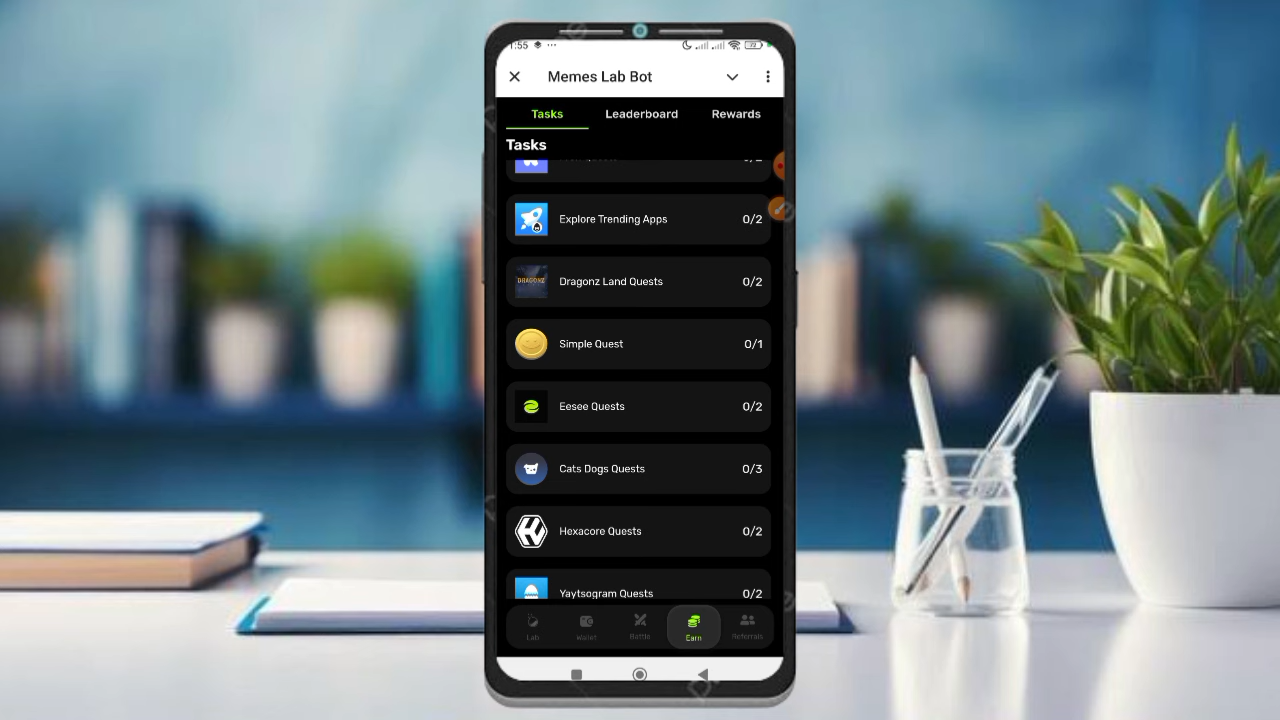 1:55
Memes Lab Bot
Tasks Leaderboard Rewards
Tasks
Explore Trending Apps 0/2
DRAGONZ
Dragonz Land Quests 0/2
Simple Quest 0/1
Eesee Quests 0/2
Cats Dogs Quests 0/3
Hexacore Quests 0/2
Yaytsogram Quests 0/2
Lab Wallet Battle Earn Referrals